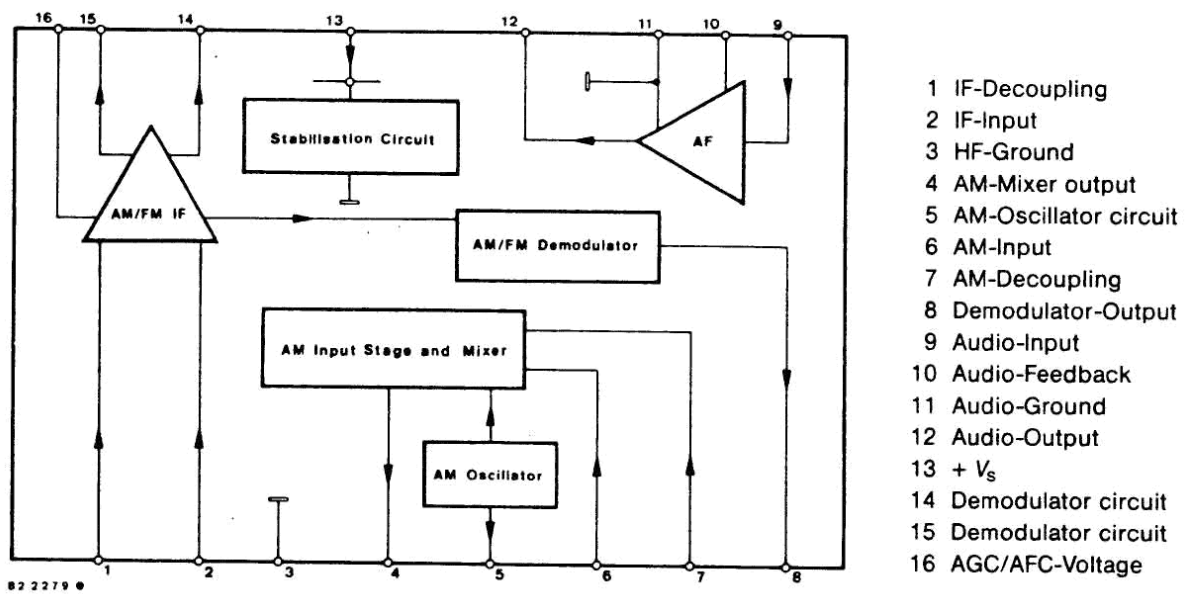 16 15 14 13 12 11 10 9
Stabilisation Circuit
AF
AM/FM IF
AM/FM Demodulator
AM Input Stage and Mixer
AM Oscillator
1 2 3 4 5 6 7 8
82 2279
1 IF-Decoupling
2 IF-Input
3 HF-Ground
4 AM-Mixer output
5 AM-Oscillator circuit
6 AM-Input
7 AM-Decoupling
8 Demodulator-Output
9 Audio-Input
10 Audio-Feedback
11 Audio-Ground
12 Audio-Output
13 + Vs
14 Demodulator circuit
15 Demodulator circuit
16 AGC/AFC-Voltage